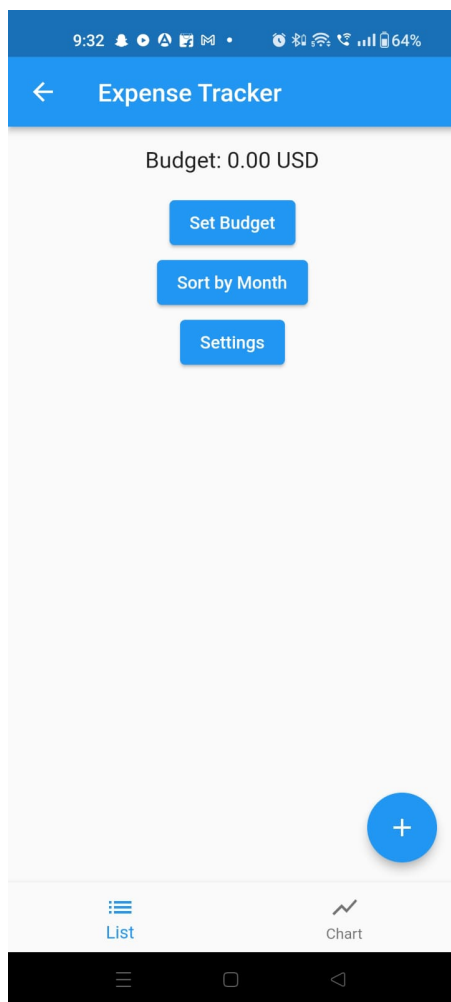 9:32 64%
Expense Tracker
Budget: 0.00 USD
Set Budget
Sort by Month
Settings
+
List Chart